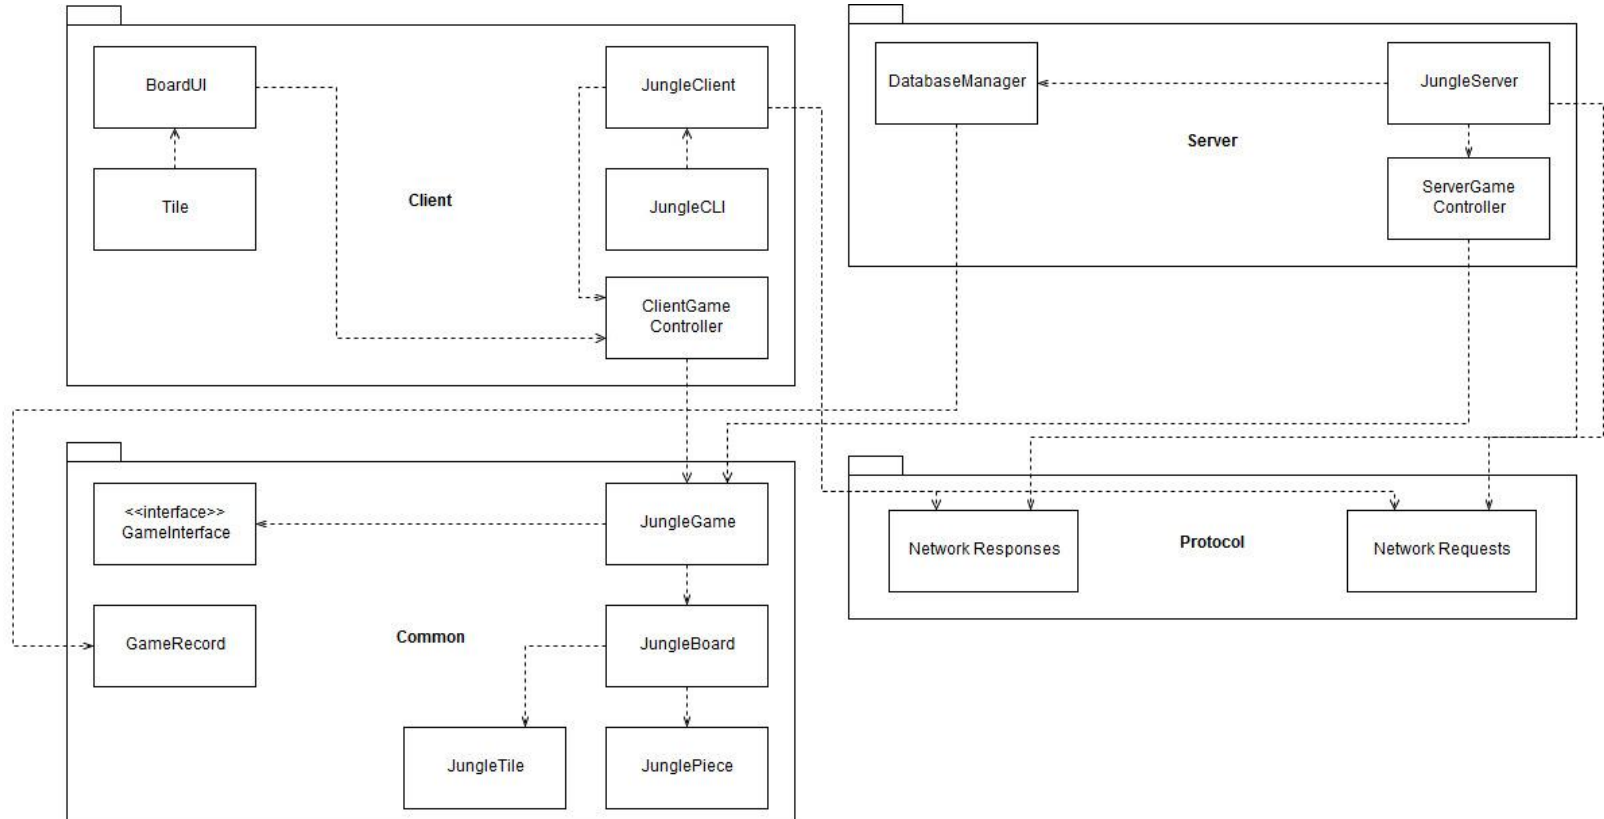 BoardUI
JungleClient
Tile
Client
JungleCLI
ClientGame
Controller
DatabaseManager
JungleServer
Server
ServerGame
Controller
<<interface>>
GameInterface
JungleGame
GameRecord
Common
JungleBoard
JungleTile
JunglePiece
Network Responses
Protocol
Network Requests